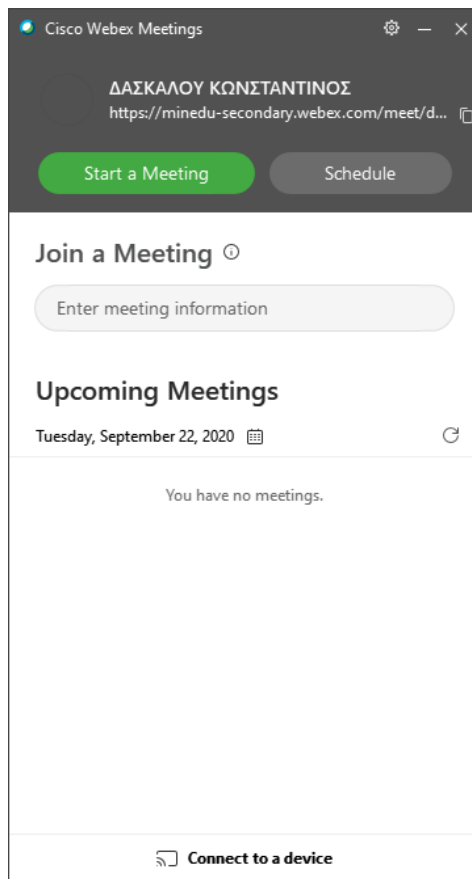 Cisco Webex Meetings
ΔΑΣΚΑΛΟΥ ΚΩΝΣΤΑΝΤΙΝΟΣ
https://minedu-secondary.webex.com/meet/d...
Start a Meeting
Schedule
Join a Meeting
Enter meeting information
Upcoming Meetings
Tuesday, September 22, 2020
You have no meetings.
Connect to a device